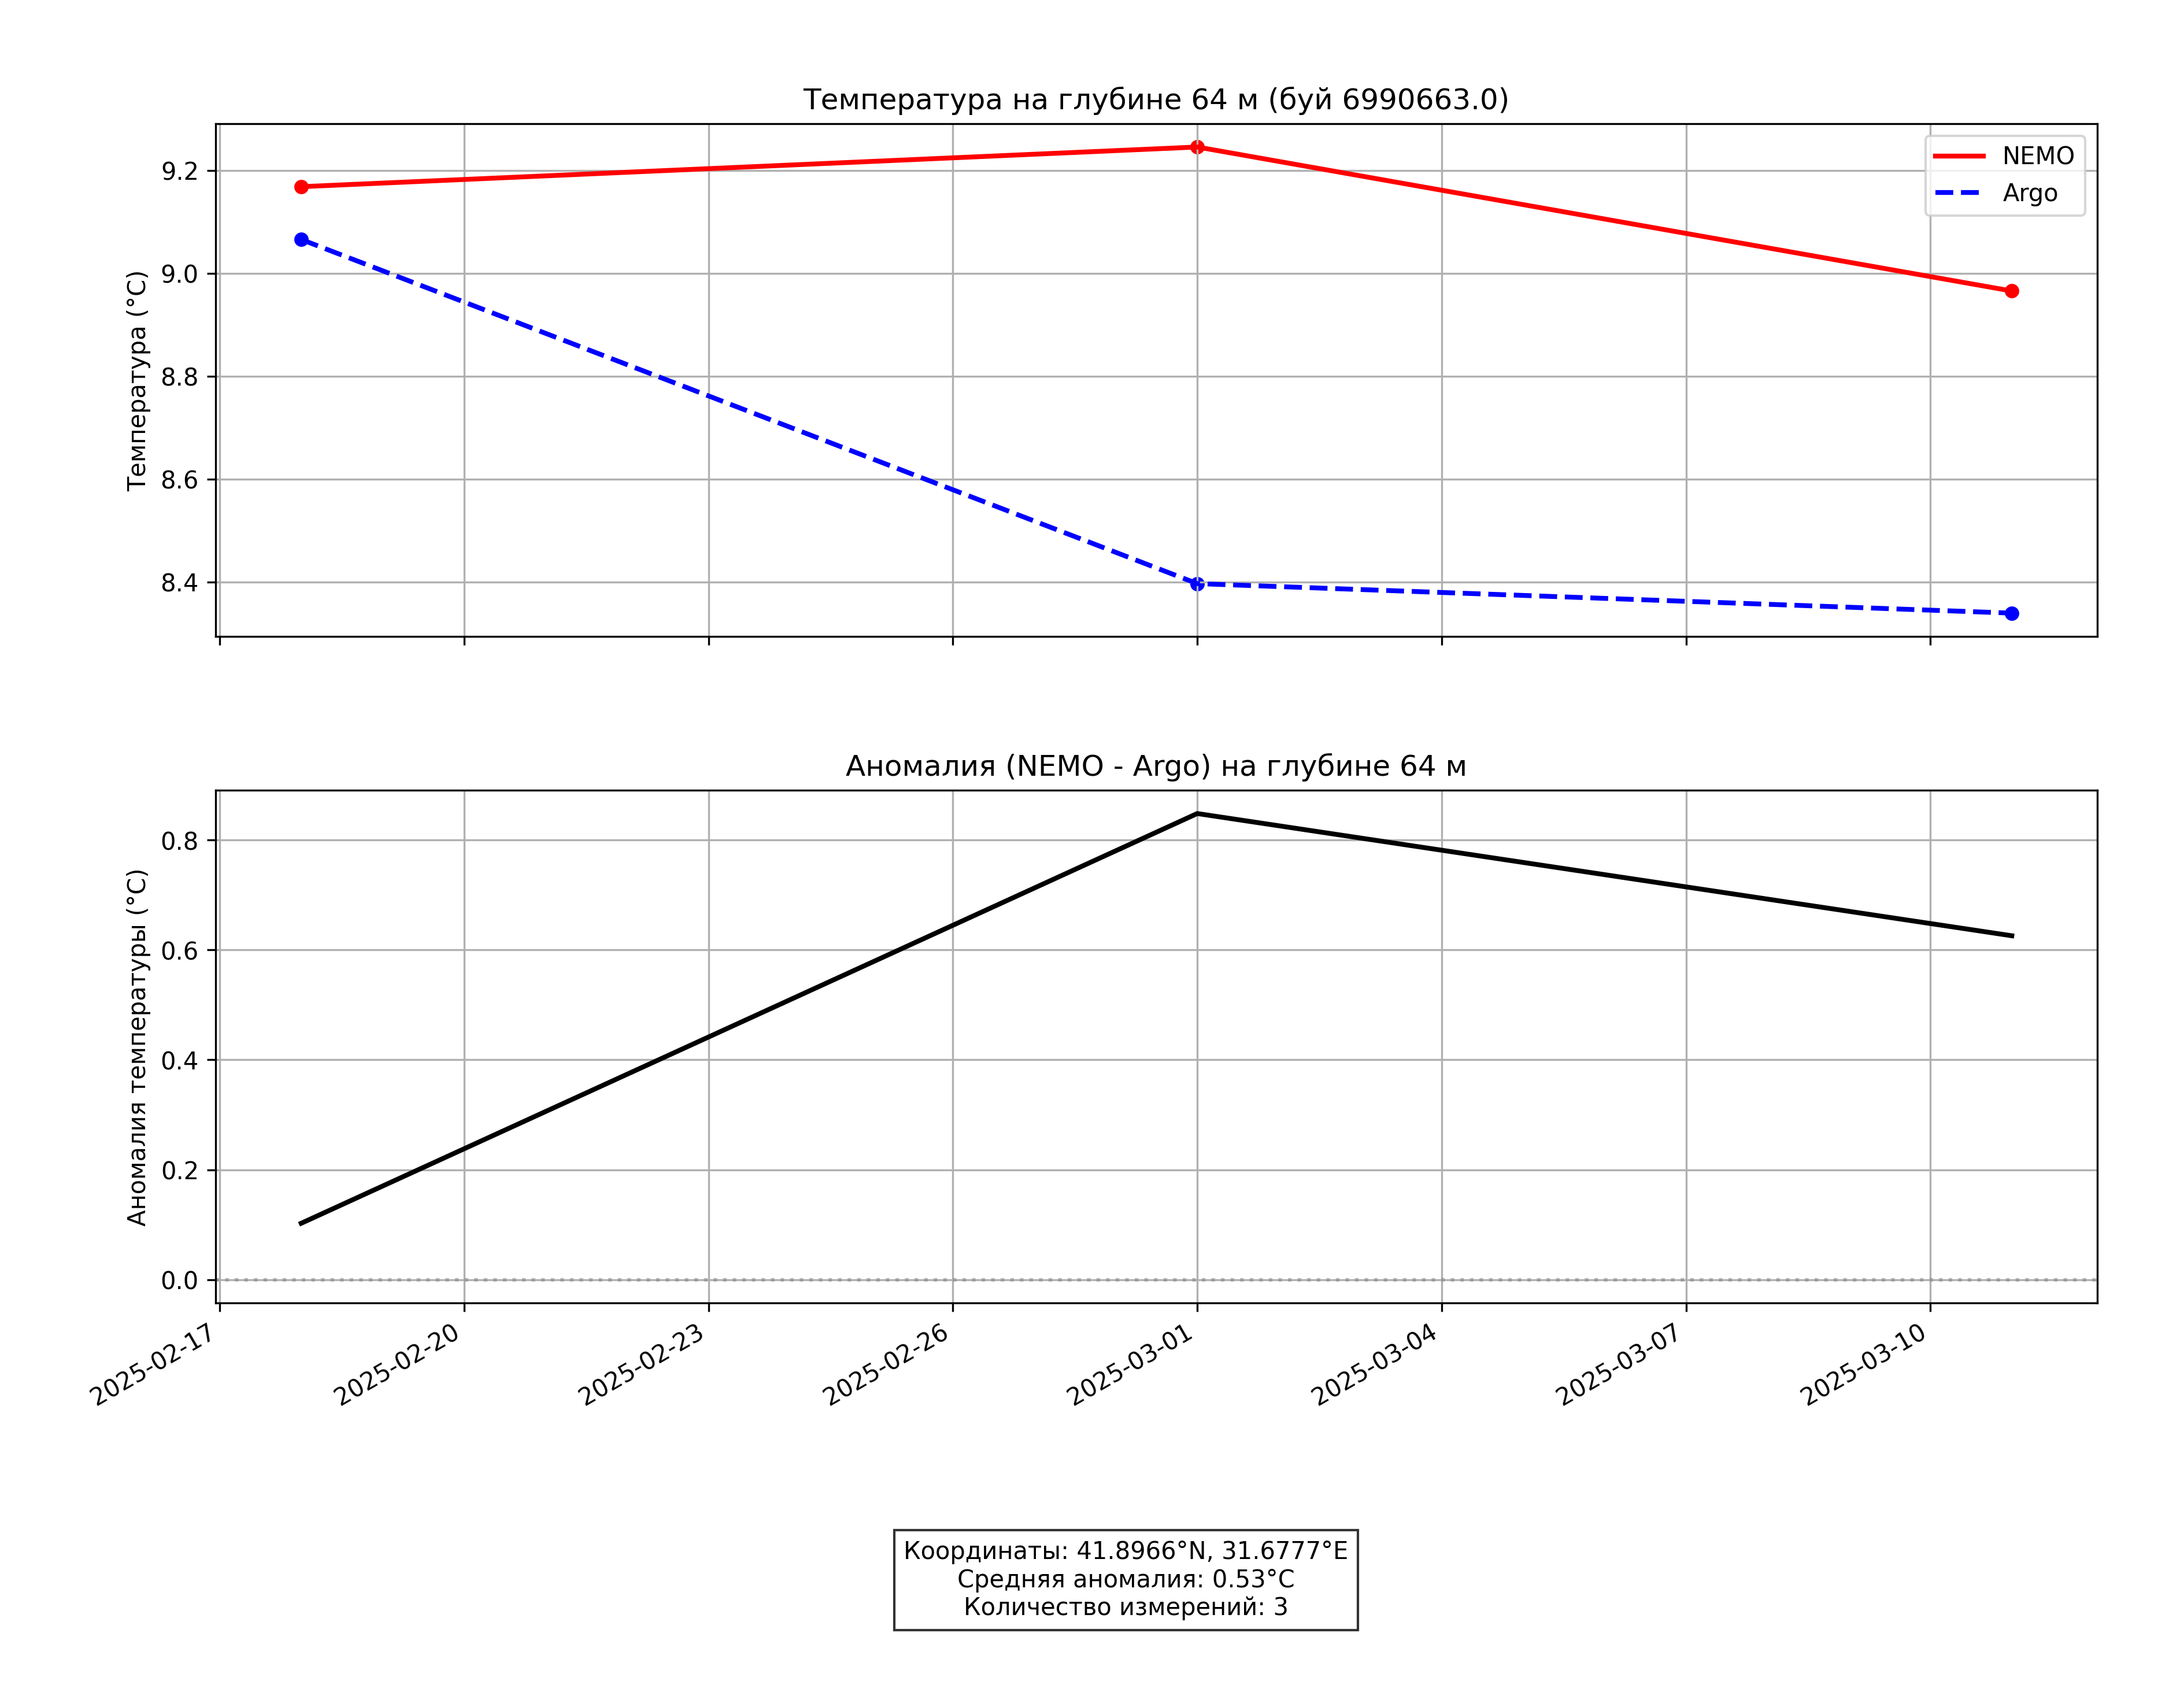 Температура на глубине 64 м (буй 6990663.0)
Температура (°C)
9.2
9.0
8.8
8.6
8.4
NEMO
Argo
Аномалия (NEMO - Argo) на глубине 64 м
Аномалия температуры (°C)
0.8
0.6
0.4
0.2
0.0
2025-02-17
2025-02-20
2025-02-23
2025-02-26
2025-03-01
2025-03-04
2025-03-07
2025-03-10
Координаты: 41.8966°N, 31.6777°E
Средняя аномалия: 0.53°C
Количество измерений: 3